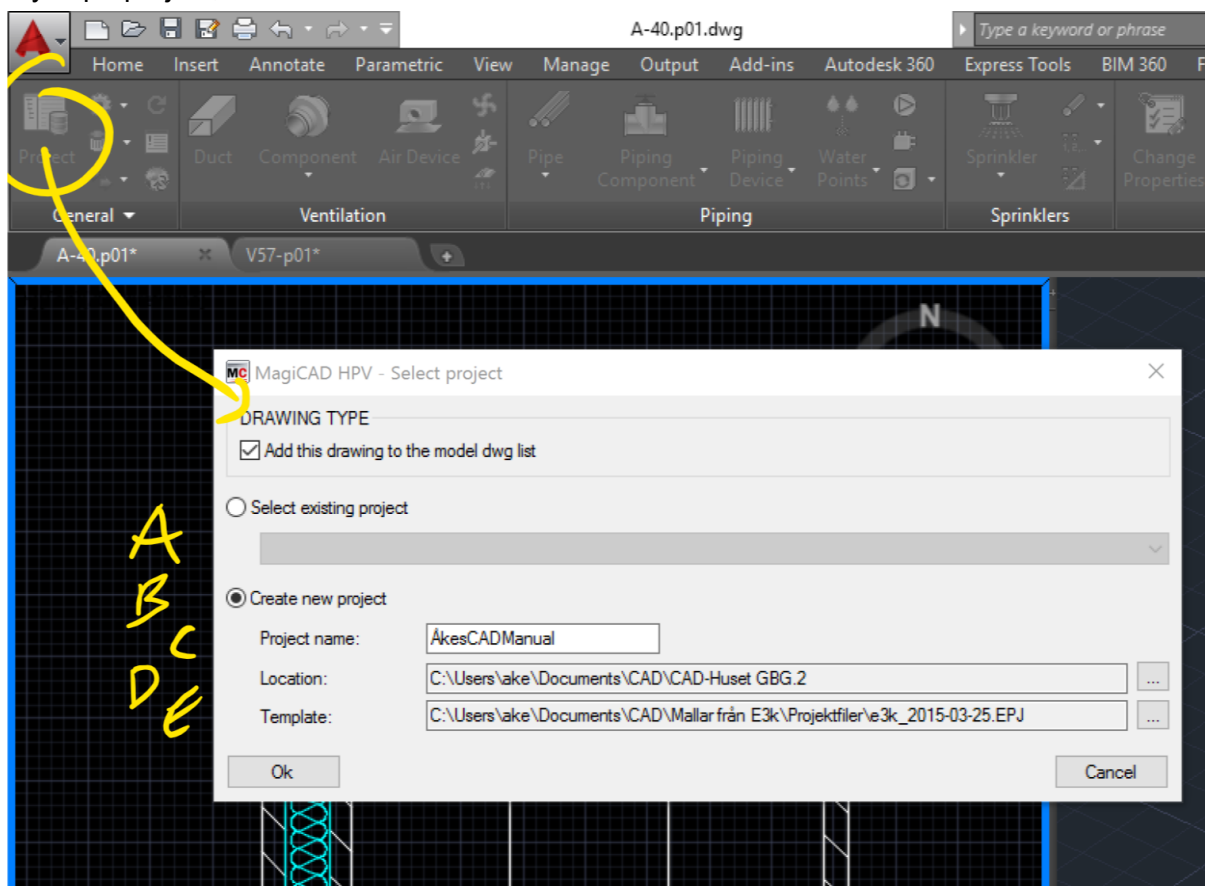 A-40.p01.dwg
Type a keyword or phrase
Home Insert Annotate Parametric View Manage Output Add-ins Autodesk 360 Express Tools BIM 360 F
Project Duct Component Air Device Pipe Piping Component Piping Device Water Points Sprinkler Change Properties
General Ventilation Piping Sprinklers
A-40.p01* V57-p01*
N
MC MagiCAD HPV - Select project
DRAWING TYPE
Add this drawing to the model dwg list
Select existing project
A
B
Create new project
C
Project name: ÅkesCADManual
D
Location: C:\Users\ake\Documents\CAD\CAD-Huset GBG.2 ...
E
Template: C:\Users\ake\Documents\CAD\Mallar från E3k\Projektfiler\e3k_2015-03-25.EPJ ...
Ok Cancel